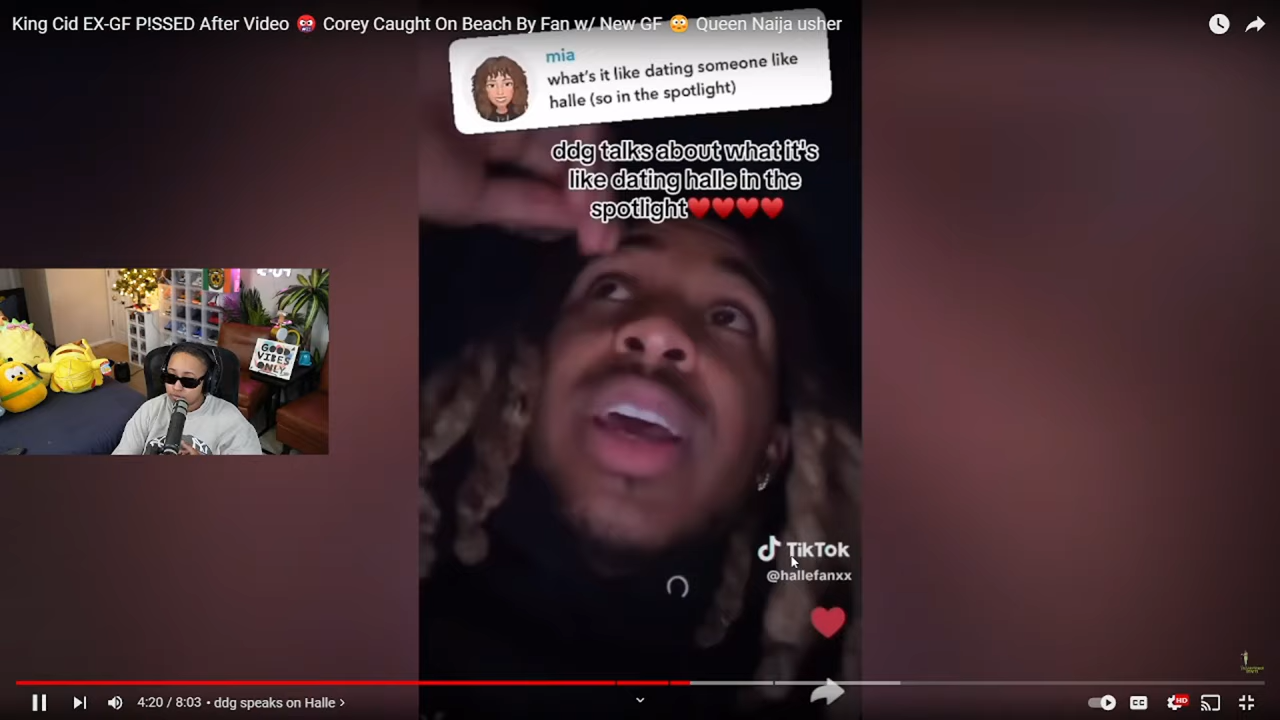 King Cid EX-GF P!SSED After Video 😡 Corey Caught On Beach By Fan w/ New GF 😳 Queen Naija usher
mia
what's it like dating someone like
halle (so in the spotlight)
ddg talks about what it's
like dating halle in the
spotlight❤️❤️❤️❤️
GOOD
VIBES
ONLY
TikTok
@hallefanxx
4:20 / 8:03 • ddg speaks on Halle >
CC
HD